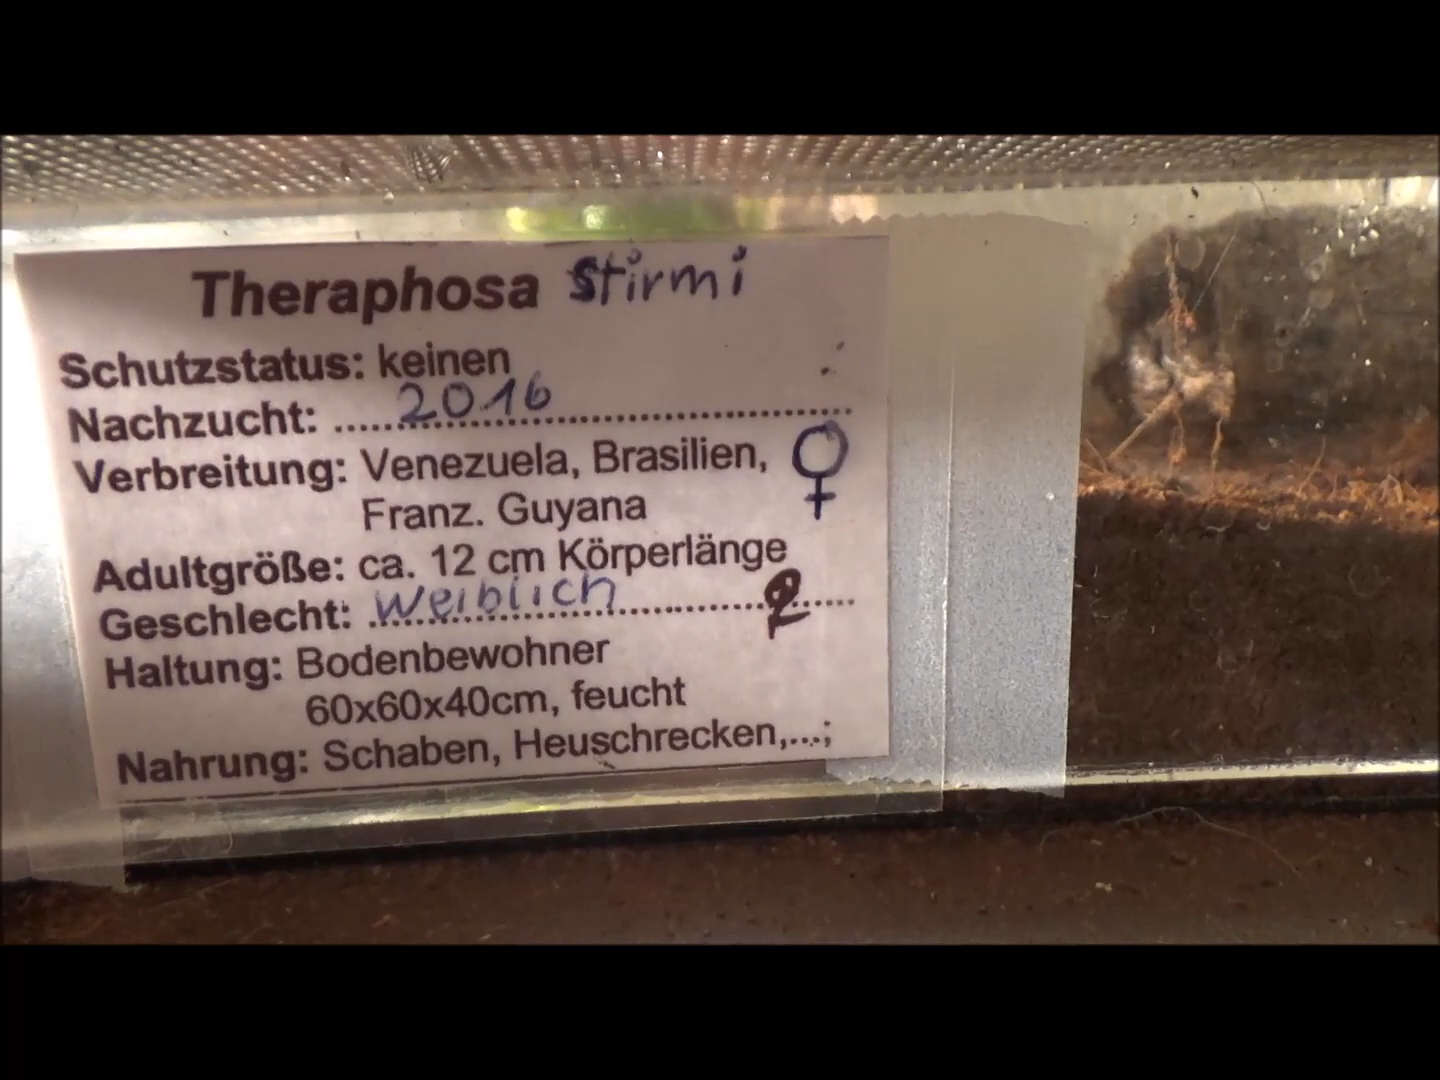 Theraphosa stirmi
Schutzstatus: keinen
Nachzucht: ....2016....................................
Verbreitung: Venezuela, Brasilien, ♀
Franz. Guyana
Adultgröße: ca. 12 cm Körperlänge
Geschlecht: weiblich....................♀......
Haltung: Bodenbewohner
60x60x40cm, feucht
Nahrung: Schaben, Heuschrecken,...;